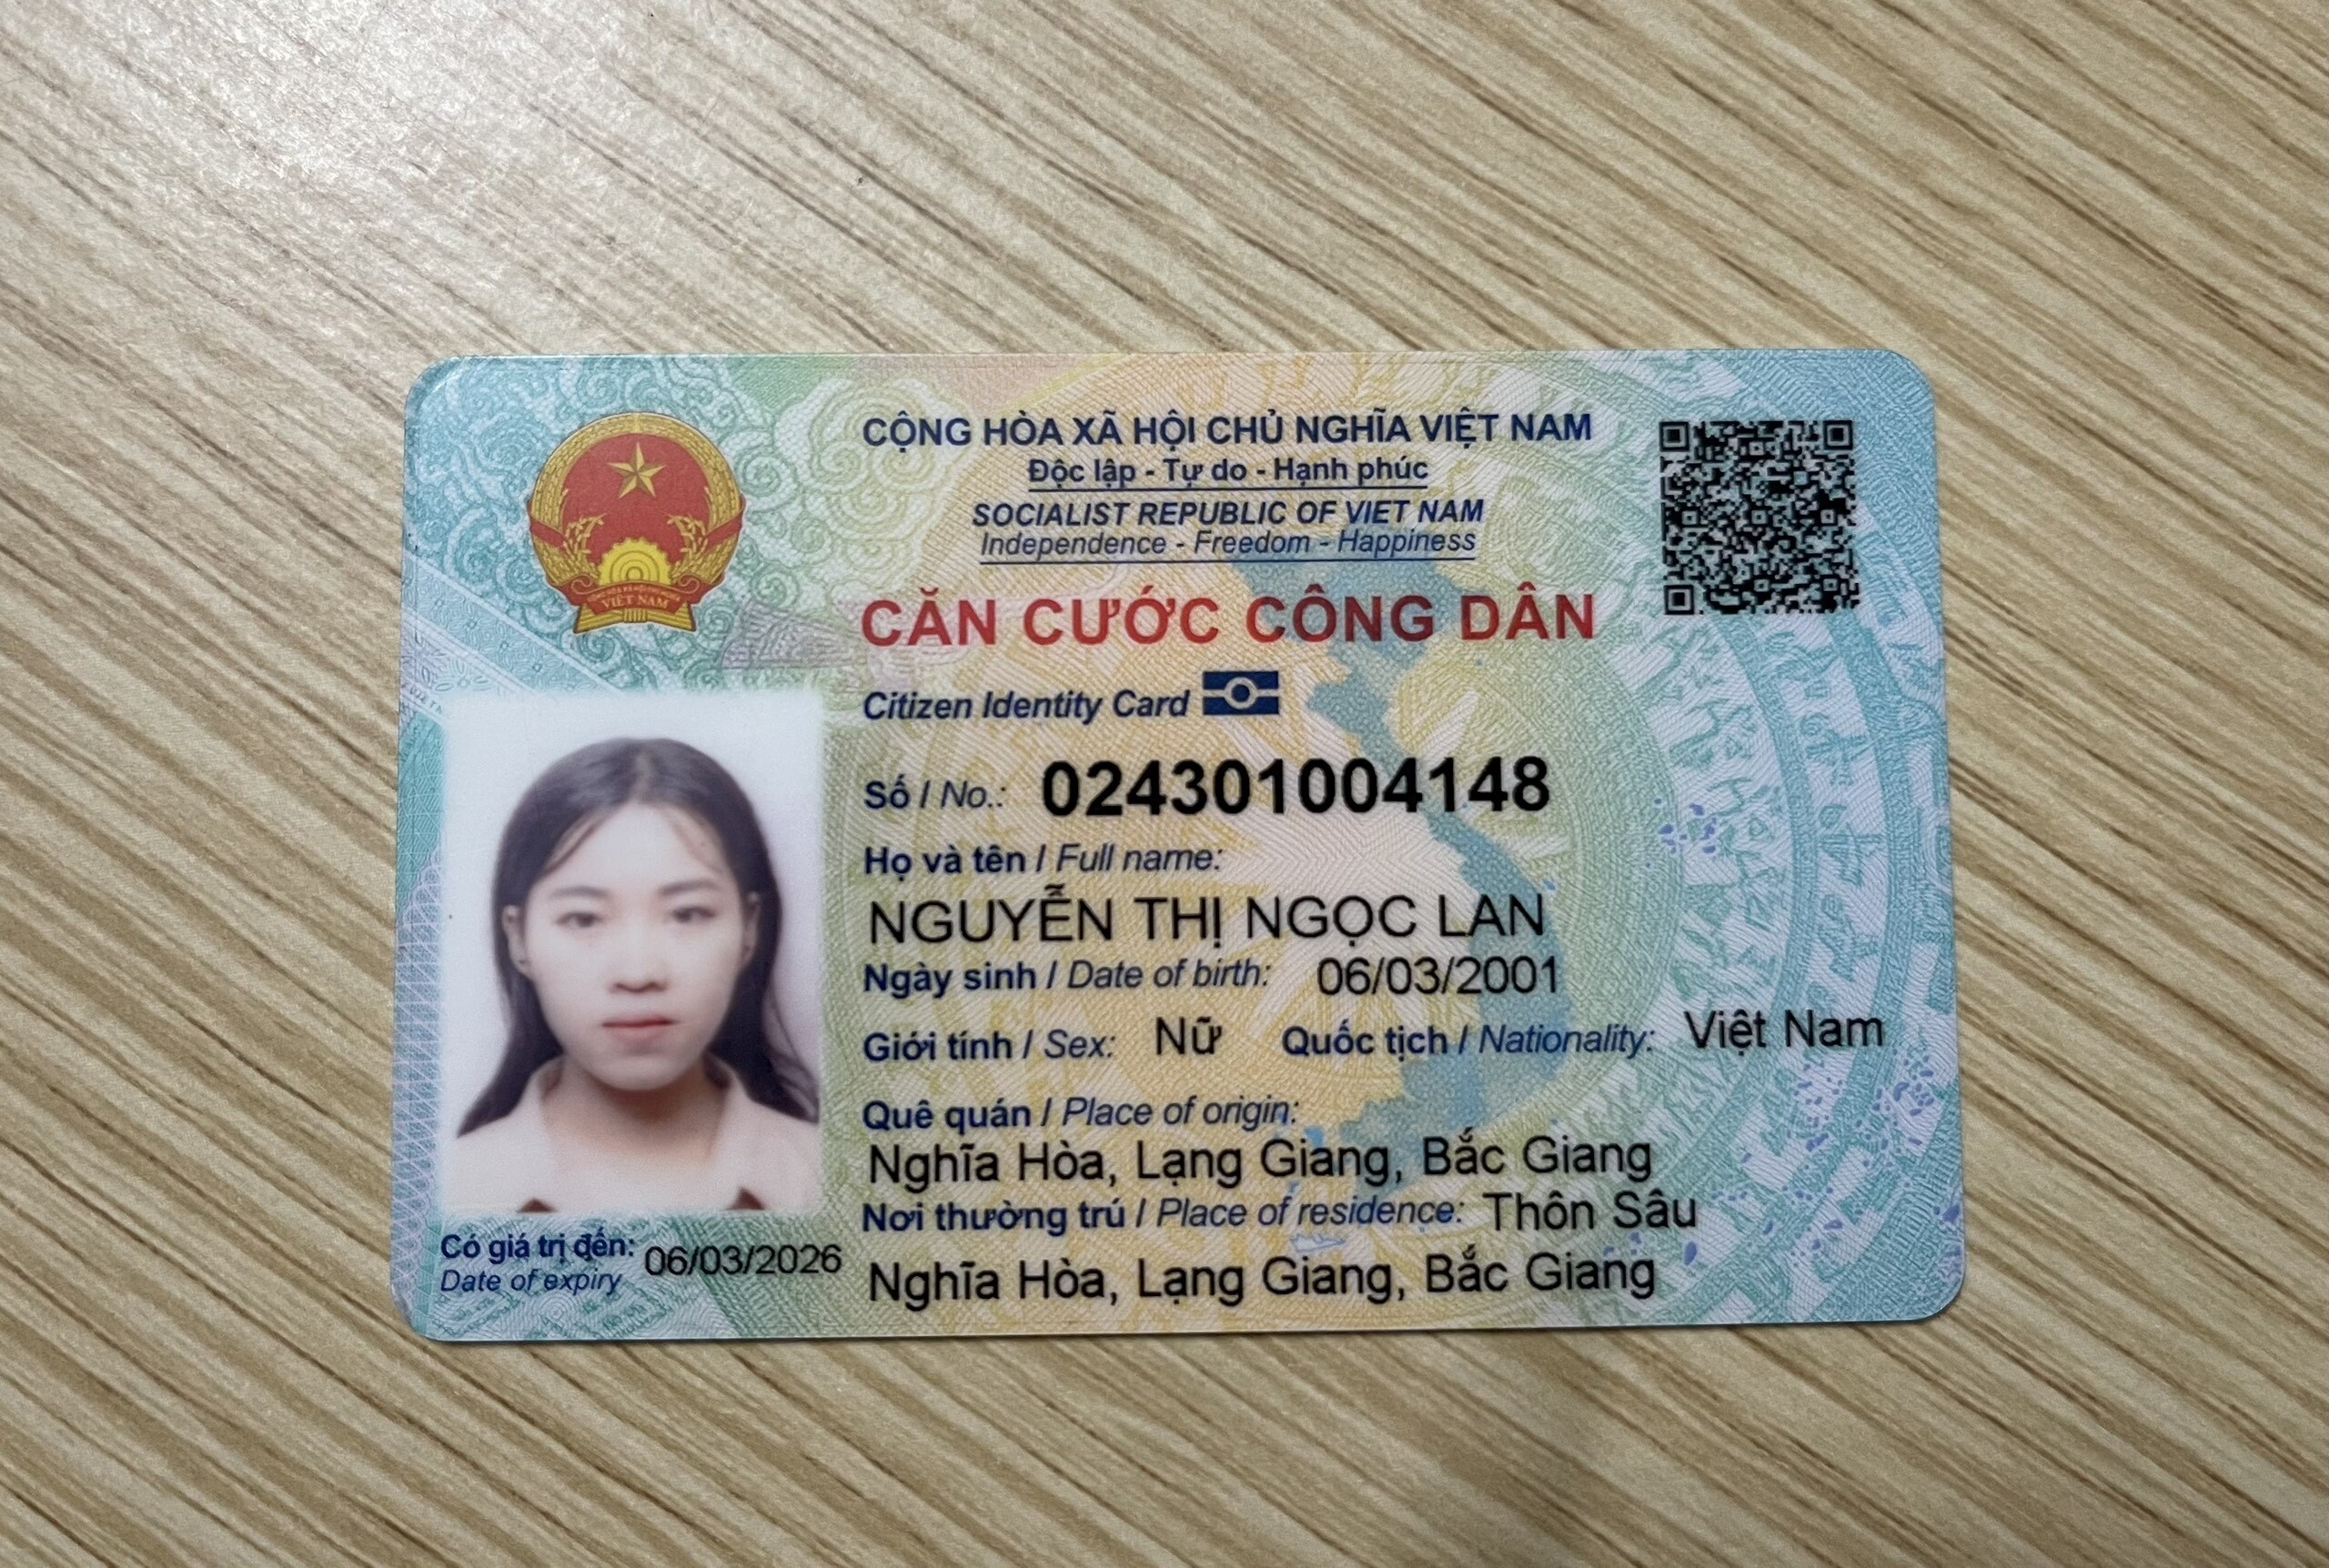 CỘNG HÒA XÃ HỘI CHỦ NGHĨA VIỆT NAM
Độc lập - Tự do - Hạnh phúc
SOCIALIST REPUBLIC OF VIET NAM
Independence - Freedom - Happiness
CĂN CƯỚC CÔNG DÂN
Citizen Identity Card
Số / No.: 024301004148
Họ và tên / Full name:
NGUYỄN THỊ NGỌC LAN
Ngày sinh / Date of birth: 06/03/2001
Giới tính / Sex: Nữ Quốc tịch / Nationality: Việt Nam
Quê quán / Place of origin:
Nghĩa Hòa, Lạng Giang, Bắc Giang
Nơi thường trú / Place of residence: Thôn Sâu
Nghĩa Hòa, Lạng Giang, Bắc Giang
Có giá trị đến: 06/03/2026
Date of expiry
VIỆT NAM